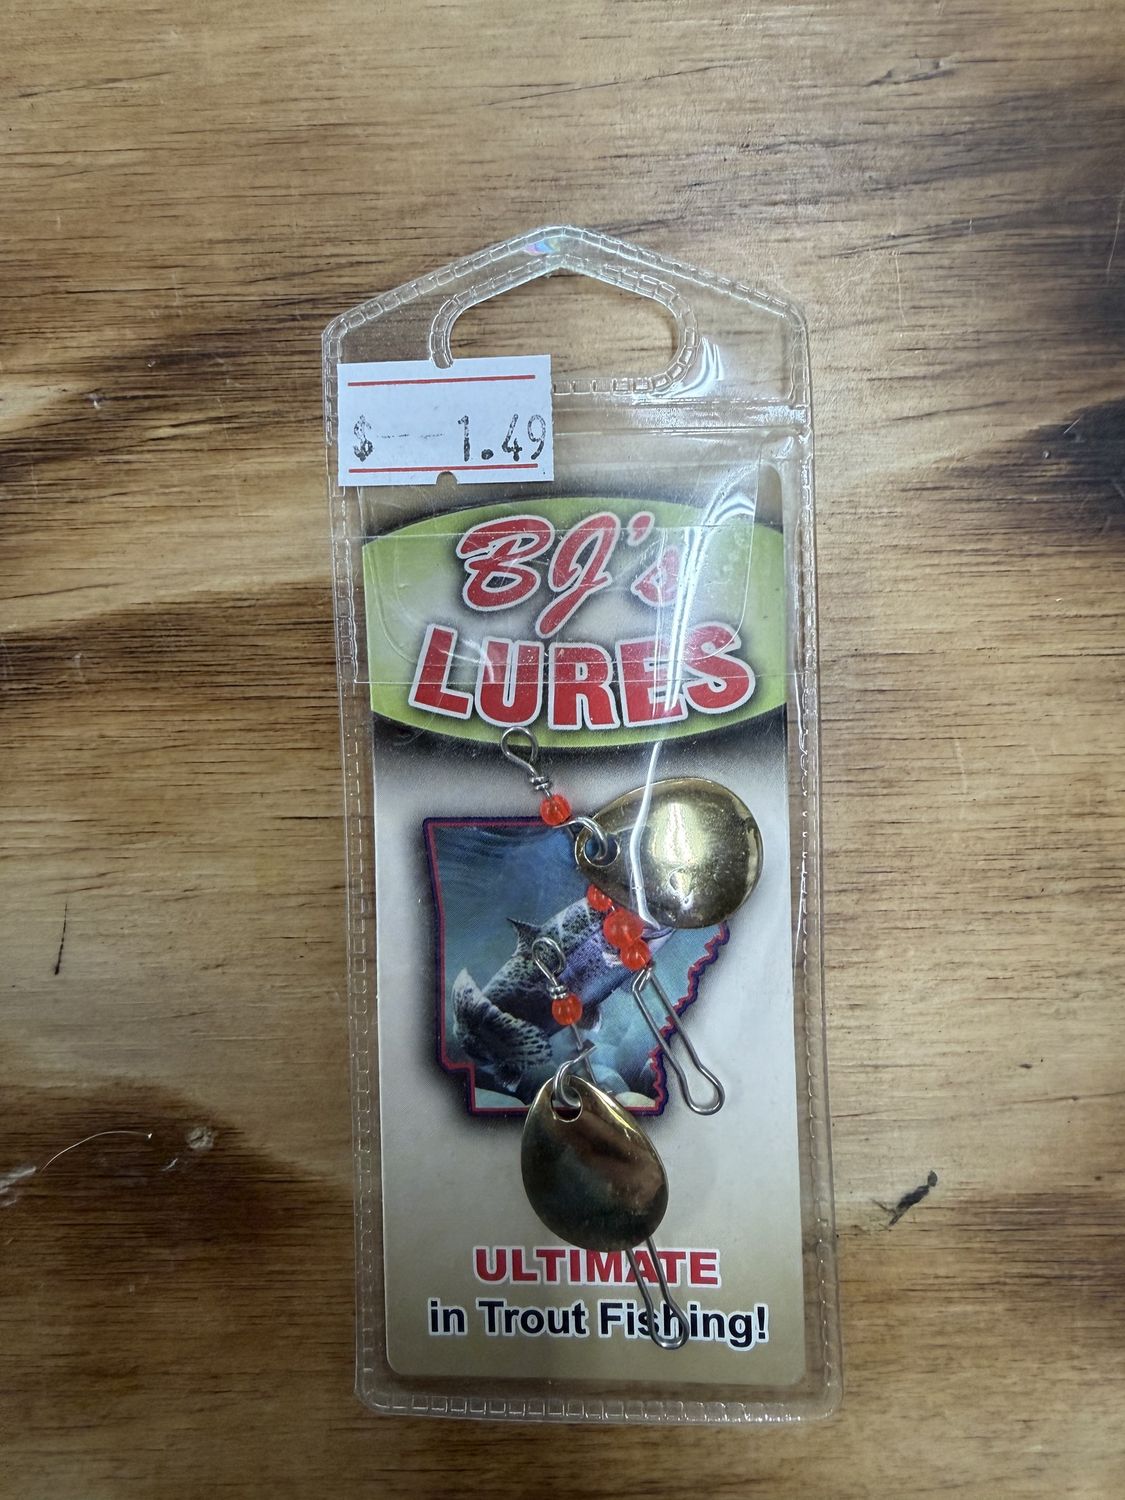 $ -- -- 1.49
BJ's
LURES
ULTIMATE
in Trout Fishing!